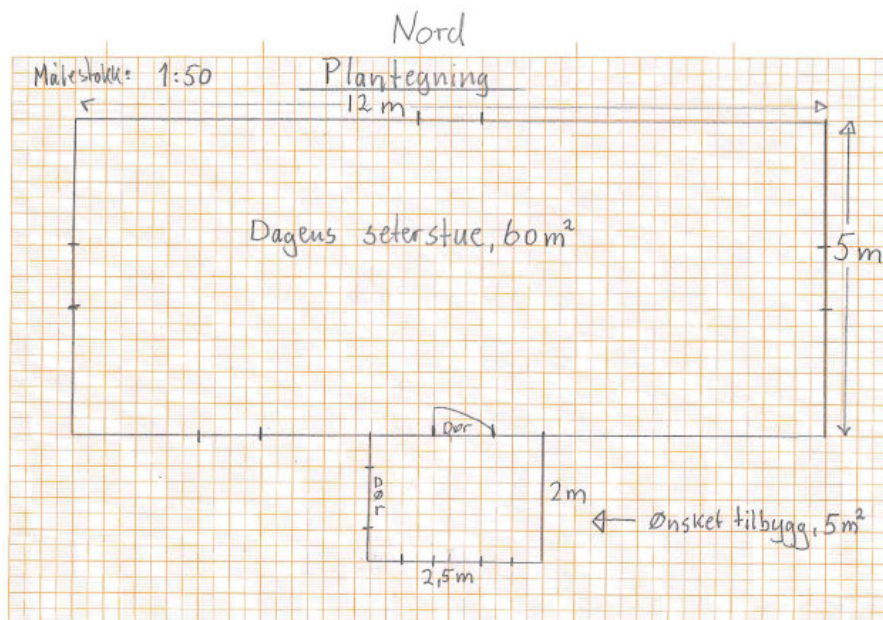 Nord
Målestokk: 1:50
Plantegning
12 m
Dagens seterstue, 60 m²
5 m
Dør
Dør
2 m
Ønsket tilbygg, 5 m²
2,5 m